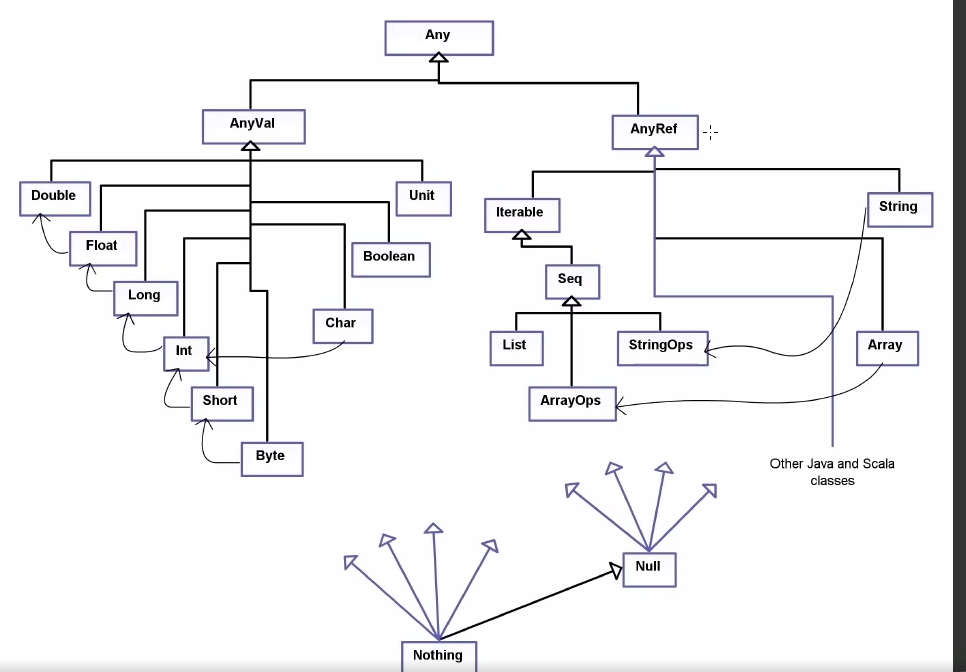 Any
AnyVal
AnyRef
Double
Unit
Iterable
String
Float
Boolean
Seq
Long
Char
Int
List
StringOps
Array
Short
ArrayOps
Byte
Other Java and Scala
classes
Null
Nothing